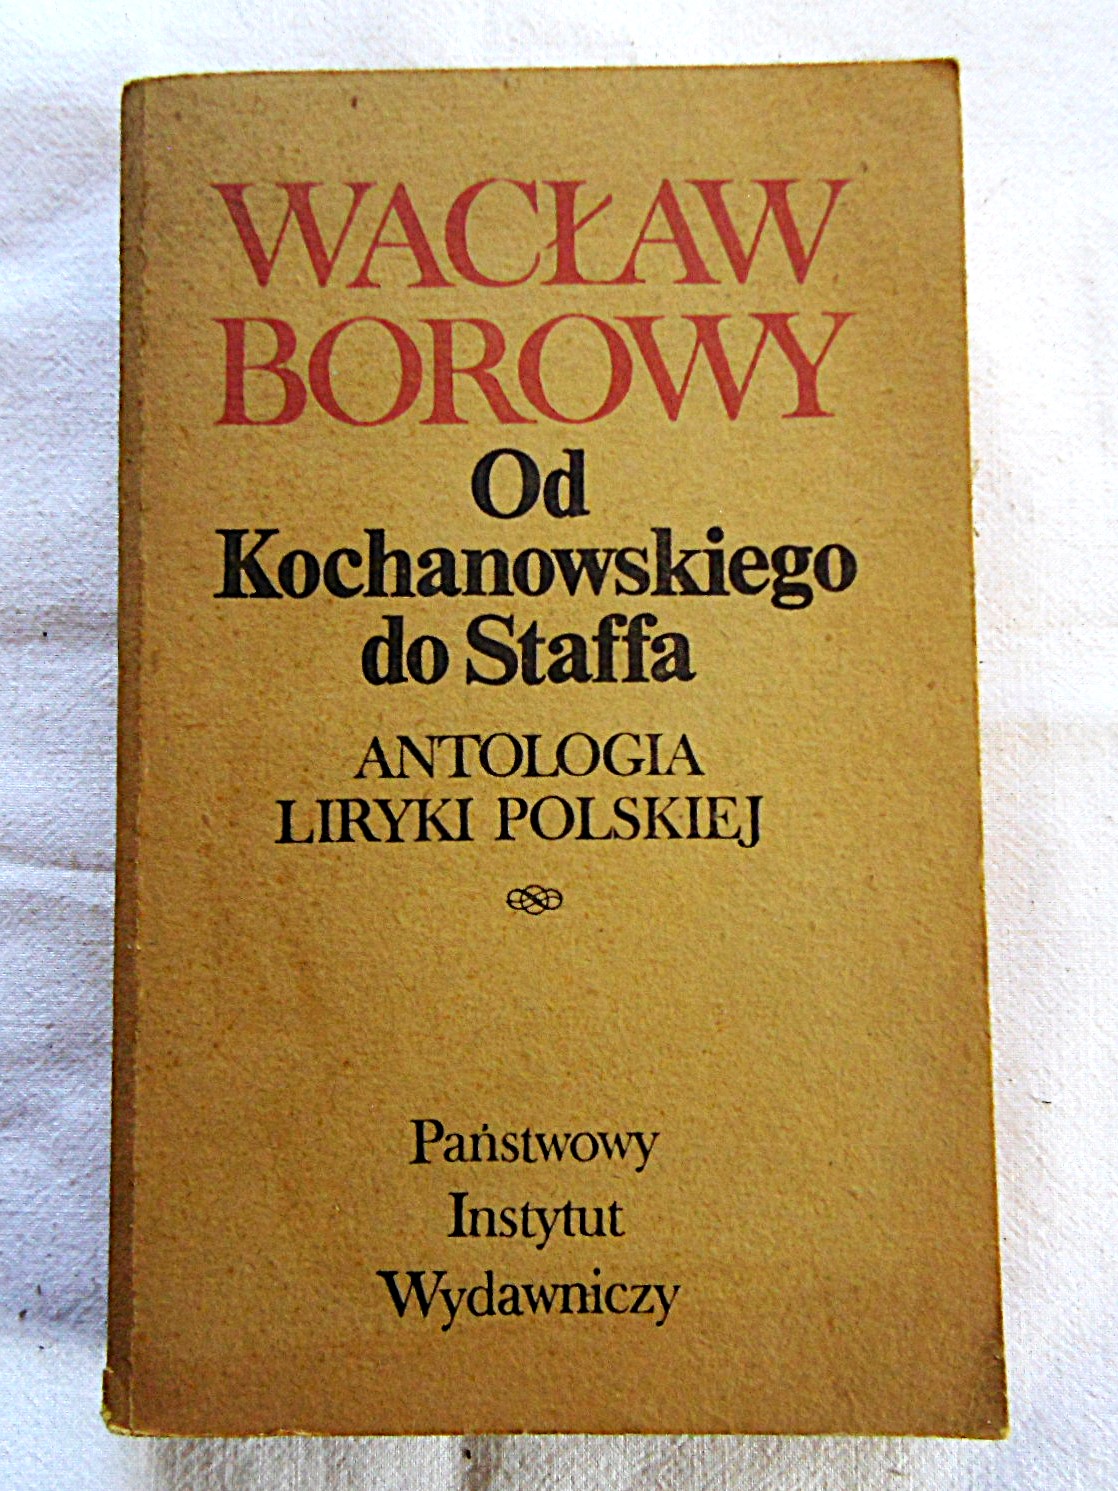 WACŁAW
BOROWY
Od
Kochanowskiego
do Staffa
ANTOLOGIA
LIRYKI POLSKIEJ
Państwowy
Instytut
Wydawniczy